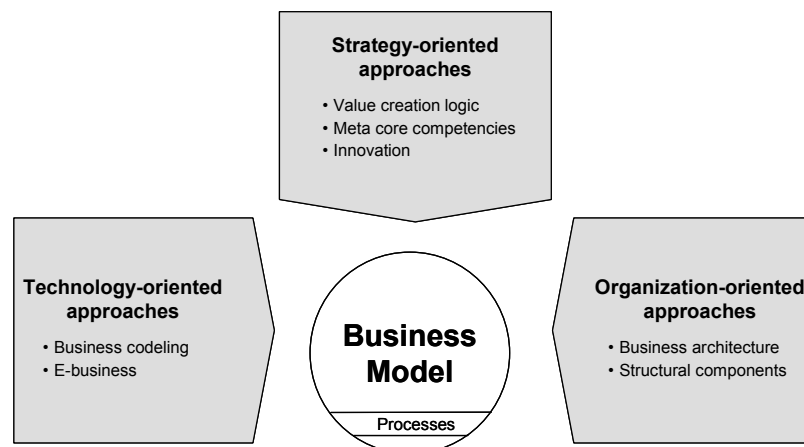 Strategy-oriented
approaches
• Value creation logic
• Meta core competencies
• Innovation
Technology-oriented
approaches
• Business codeling
• E-business
Business
Model
Processes
Organization-oriented
approaches
• Business architecture
• Structural components